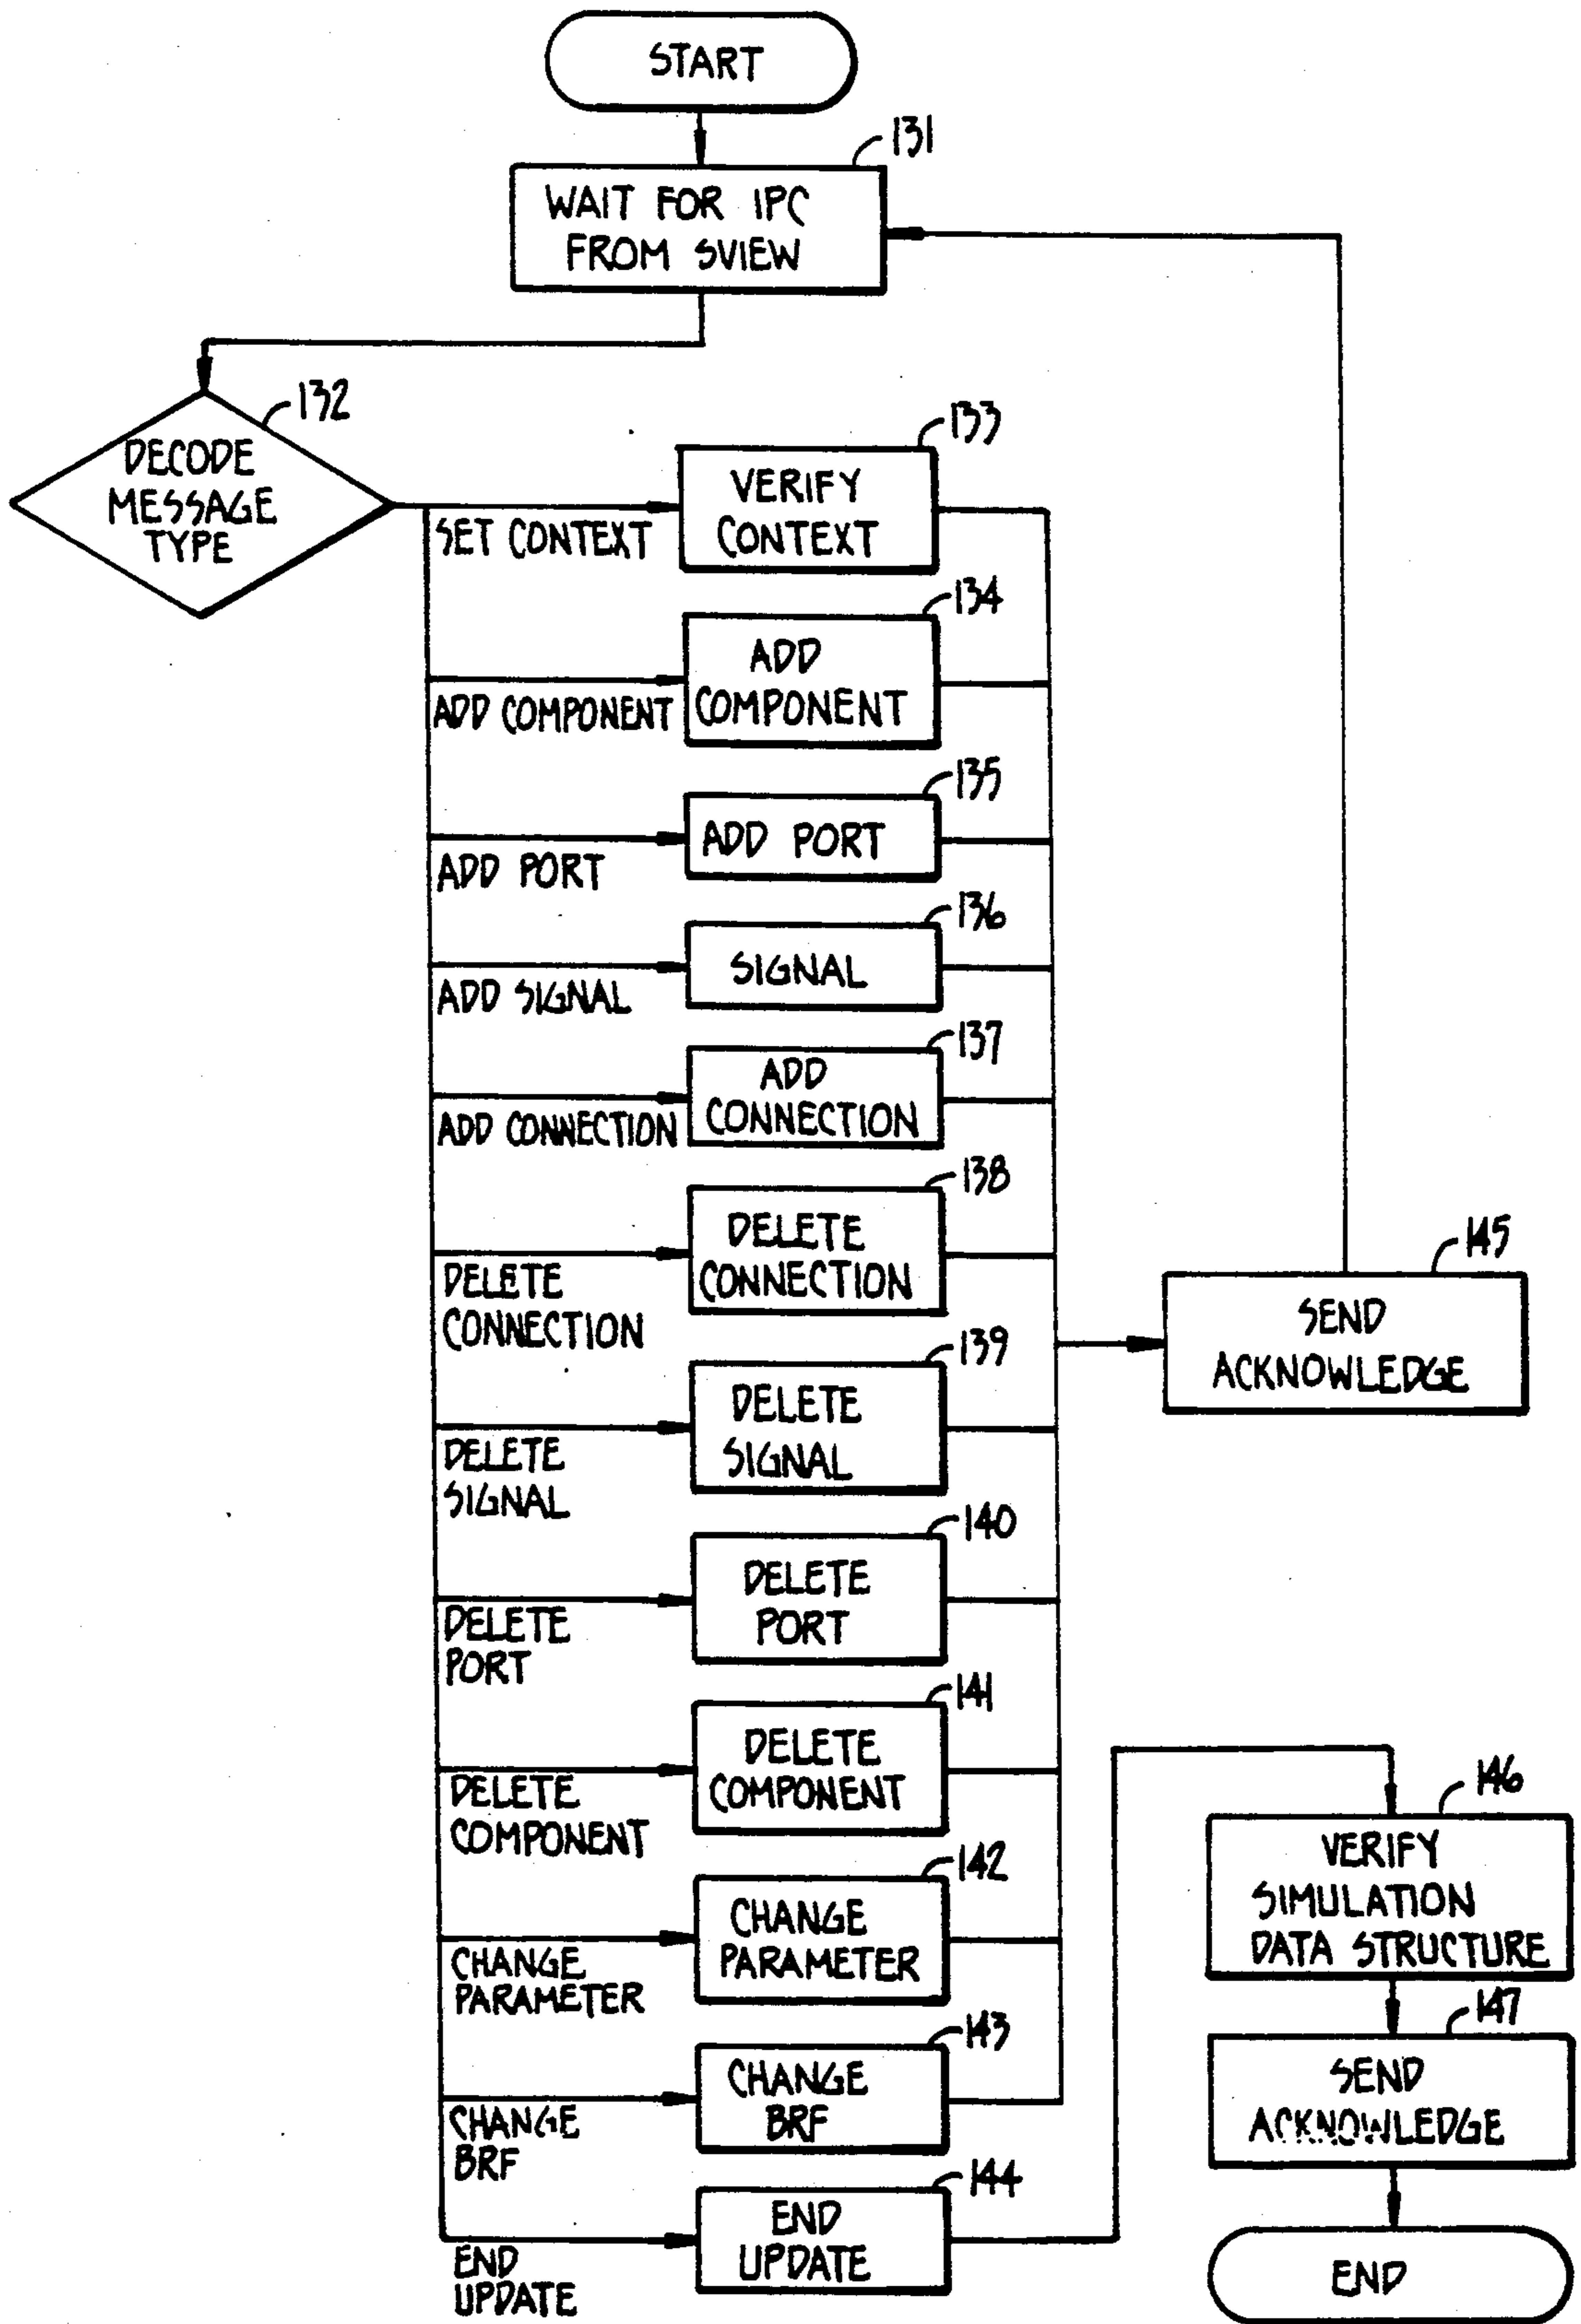 START
131
WAIT FOR IPC
FROM SVIEW
132
DECODE
MESSAGE
TYPE
133
VERIFY
CONTEXT
SET CONTEXT
134
ADD
COMPONENT
ADD COMPONENT
135
ADD PORT
ADD PORT
136
SIGNAL
ADD SIGNAL
137
ADD
CONNECTION
ADD CONNECTION
138
DELETE
CONNECTION
DELETE
CONNECTION
139
DELETE
SIGNAL
DELETE
SIGNAL
140
DELETE
PORT
DELETE
PORT
141
DELETE
COMPONENT
DELETE
COMPONENT
142
CHANGE
PARAMETER
CHANGE
PARAMETER
143
CHANGE
BRF
CHANGE
BRF
144
END
UPDATE
END
UPDATE
145
SEND
ACKNOWLEDGE
146
VERIFY
SIMULATION
DATA STRUCTURE
147
SEND
ACKNOWLEDGE
END